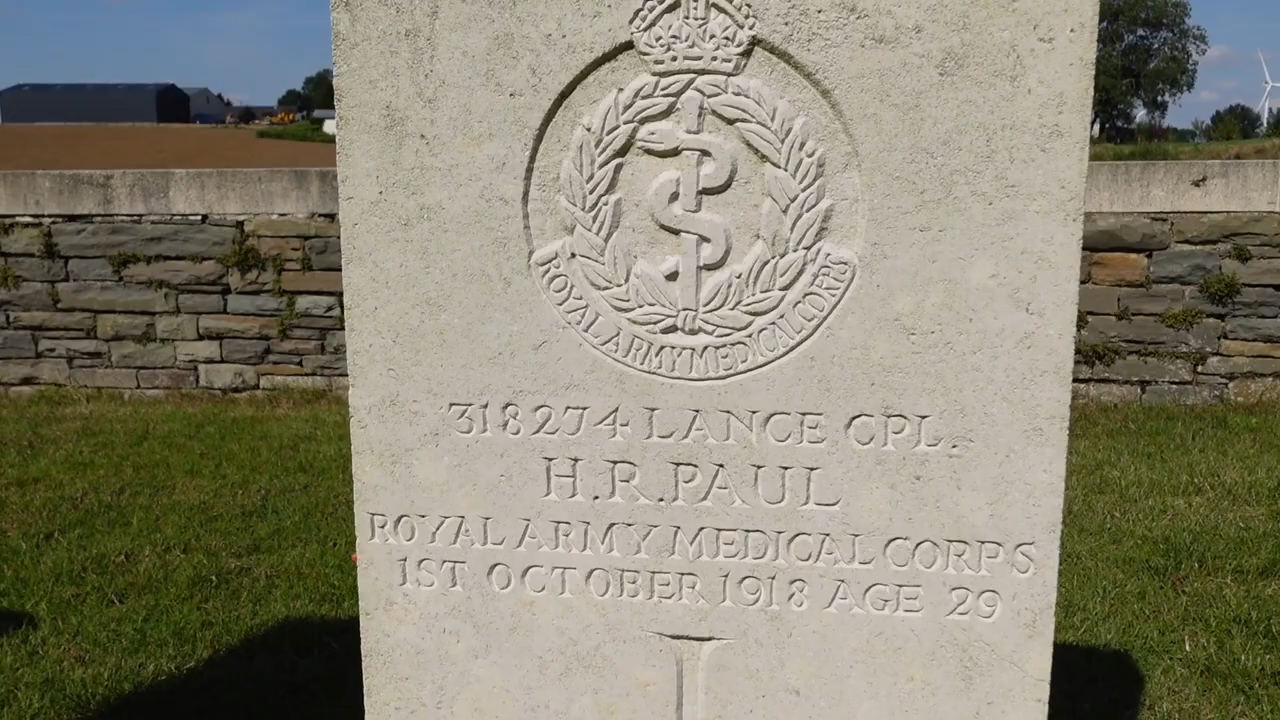 ROYAL ARMY MEDICAL CORPS
318274 LANCE CPL.
H.R.PAUL
ROYAL ARMY MEDICAL CORPS
1ST OCTOBER 1918 AGE 29